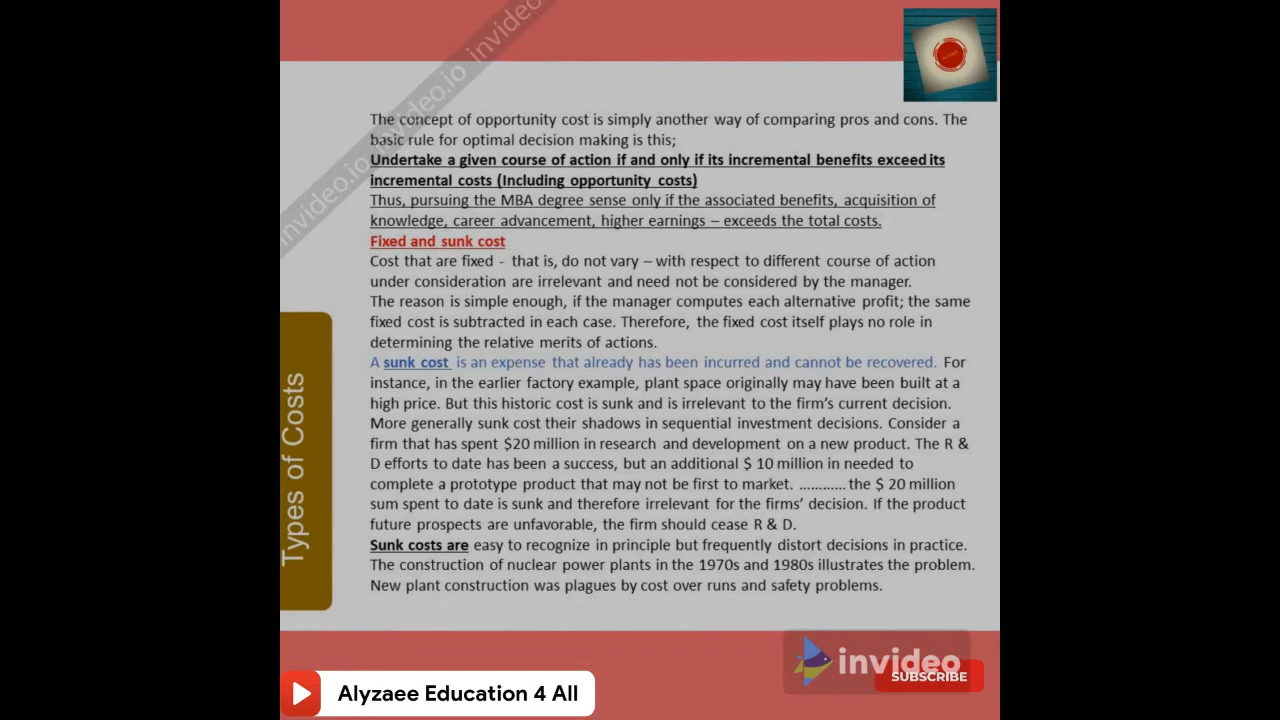 invideo.io invideo.io invideo
The concept of opportunity cost is simply another way of comparing pros and cons. The
basic rule for optimal decision making is this;
Undertake a given course of action if and only if its incremental benefits exceed its
incremental costs (Including opportunity costs)
Thus, pursuing the MBA degree sense only if the associated benefits, acquisition of
knowledge, career advancement, higher earnings – exceeds the total costs.
Fixed and sunk cost
Cost that are fixed - that is, do not vary – with respect to different course of action
under consideration are irrelevant and need not be considered by the manager.
The reason is simple enough, if the manager computes each alternative profit; the same
fixed cost is subtracted in each case. Therefore, the fixed cost itself plays no role in
determining the relative merits of actions.
A sunk cost is an expense that already has been incurred and cannot be recovered. For
instance, in the earlier factory example, plant space originally may have been built at a
high price. But this historic cost is sunk and is irrelevant to the firm's current decision.
More generally sunk cost their shadows in sequential investment decisions. Consider a
firm that has spent $20 million in research and development on a new product. The R &
D efforts to date has been a success, but an additional $ 10 million in needed to
complete a prototype product that may not be first to market. ………… the $ 20 million
sum spent to date is sunk and therefore irrelevant for the firms' decision. If the product
future prospects are unfavorable, the firm should cease R & D.
Sunk costs are easy to recognize in principle but frequently distort decisions in practice.
The construction of nuclear power plants in the 1970s and 1980s illustrates the problem.
New plant construction was plagues by cost over runs and safety problems.
Types of Costs
invideo
SUBSCRIBE
Alyzaee Education 4 All